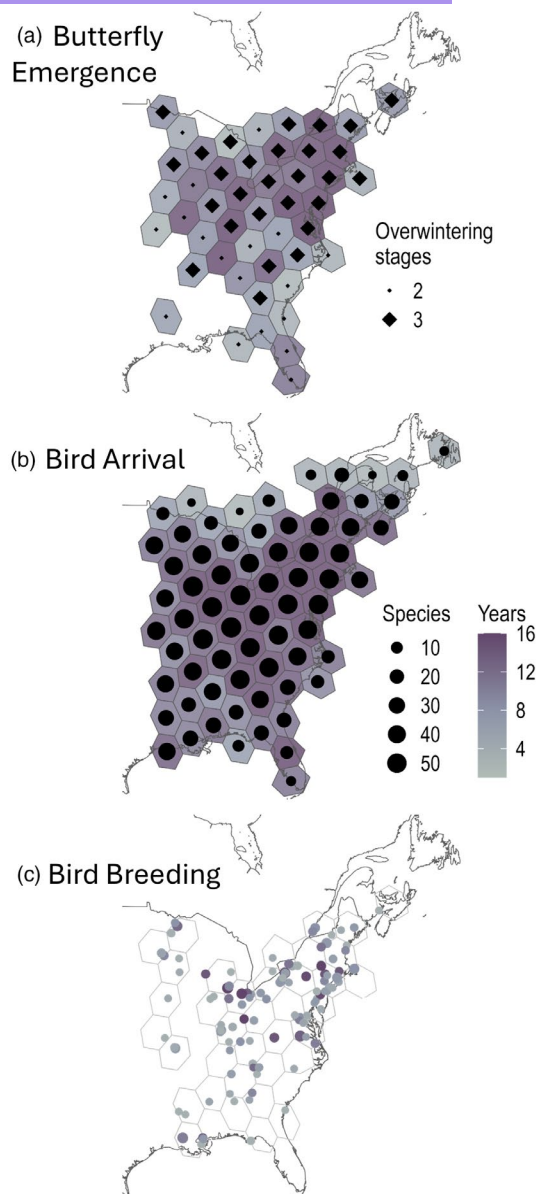 (a) Butterfly
Emergence
Overwintering
stages
2
3
(b) Bird Arrival
Species
10
20
30
40
50
Years
16
12
8
4
(c) Bird Breeding